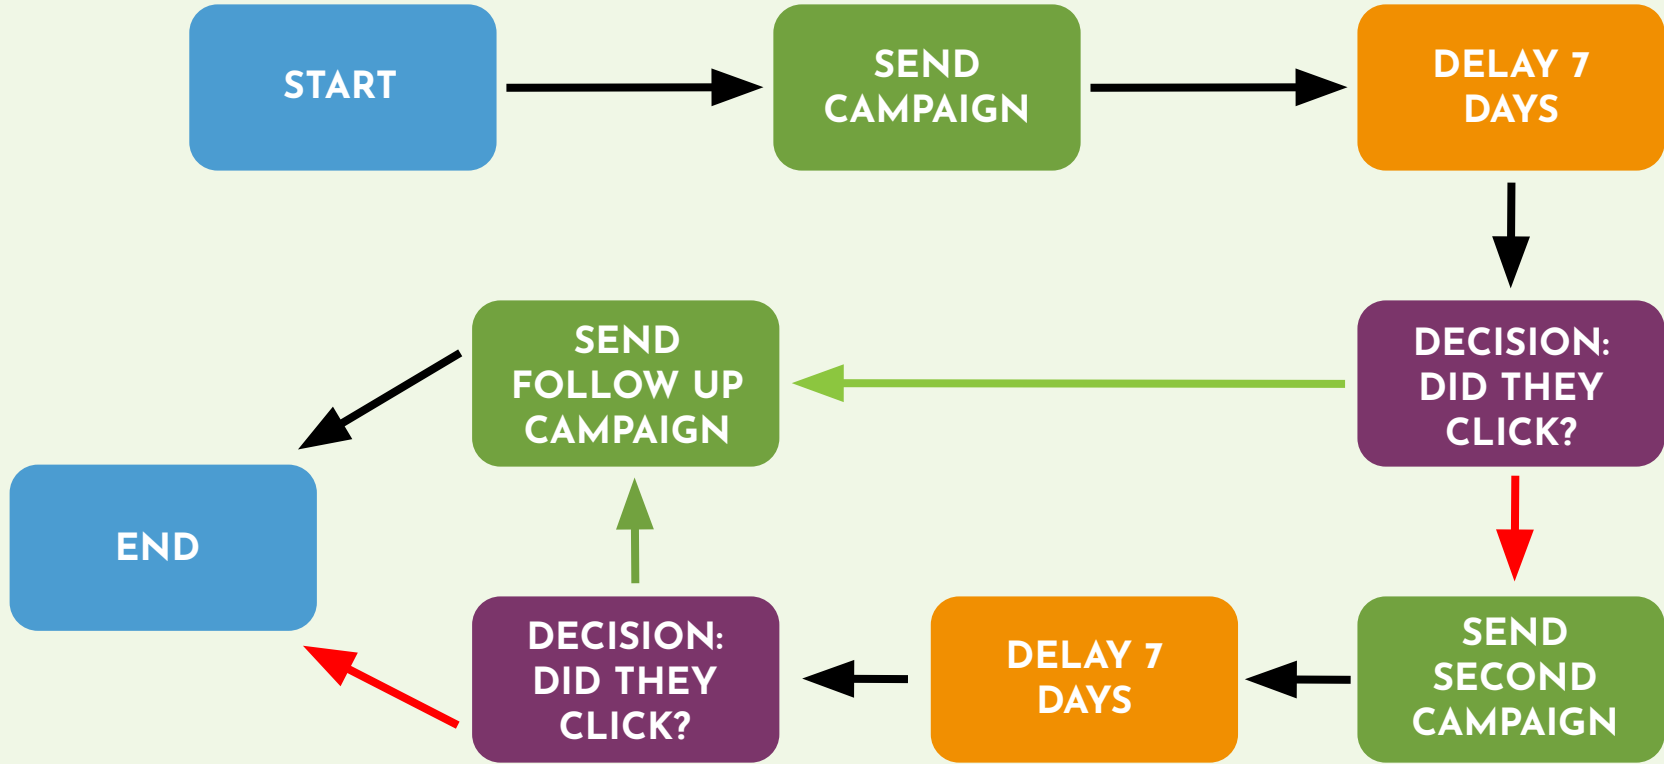 START
SEND
CAMPAIGN
DELAY 7
DAYS
SEND
FOLLOW UP
CAMPAIGN
DECISION:
DID THEY
CLICK?
END
DECISION:
DID THEY
CLICK?
DELAY 7
DAYS
SEND
SECOND
CAMPAIGN